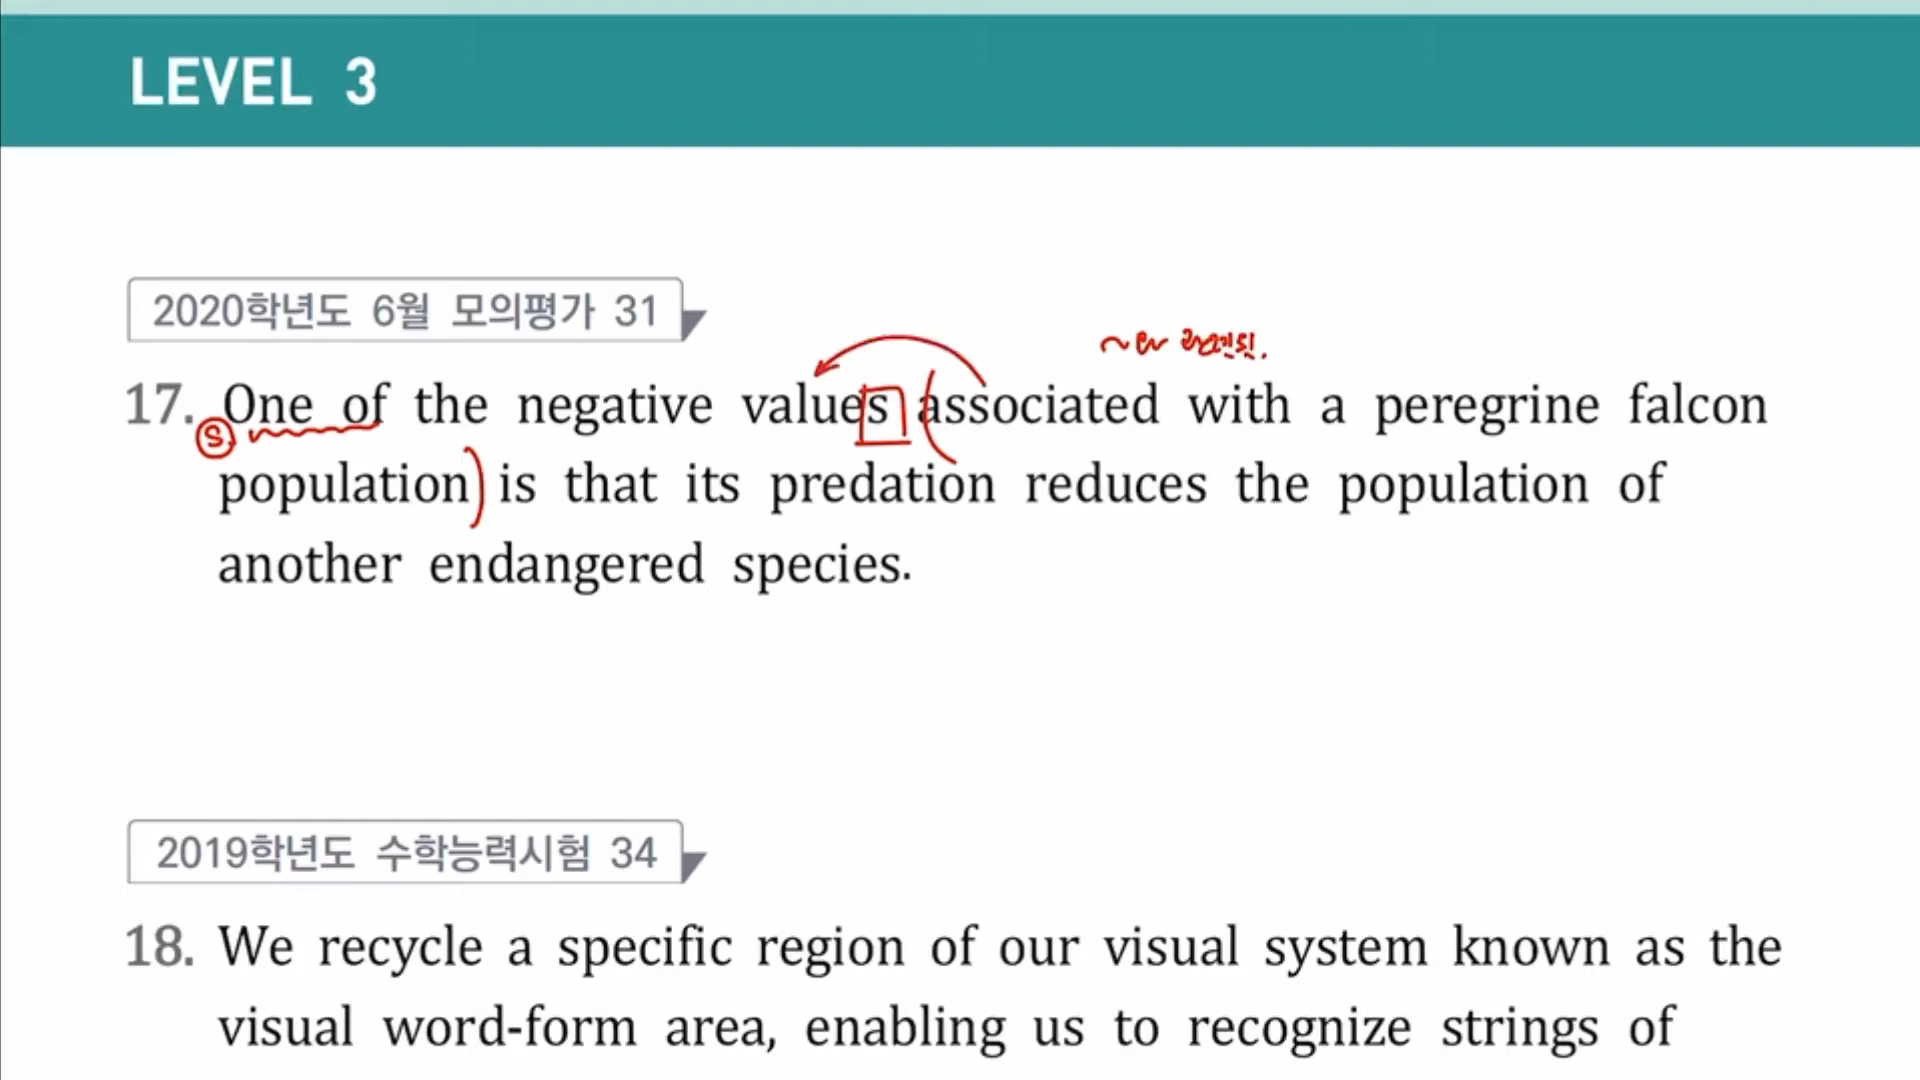 LEVEL 3
2020학년도 6월 모의평가 31
~에 관련된.
17. One of the negative values associated with a peregrine falcon
S
population) is that its predation reduces the population of
another endangered species.
2019학년도 수학능력시험 34
18. We recycle a specific region of our visual system known as the
visual word-form area, enabling us to recognize strings of